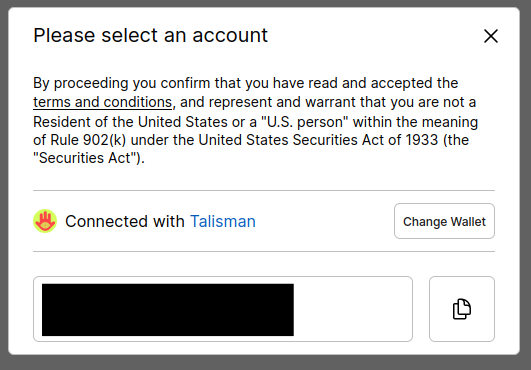 Please select an account
By proceeding you confirm that you have read and accepted the
terms and conditions, and represent and warrant that you are not a
Resident of the United States or a "U.S. person" within the meaning
of Rule 902(k) under the United States Securities Act of 1933 (the
"Securities Act").
Connected with Talisman
Change Wallet